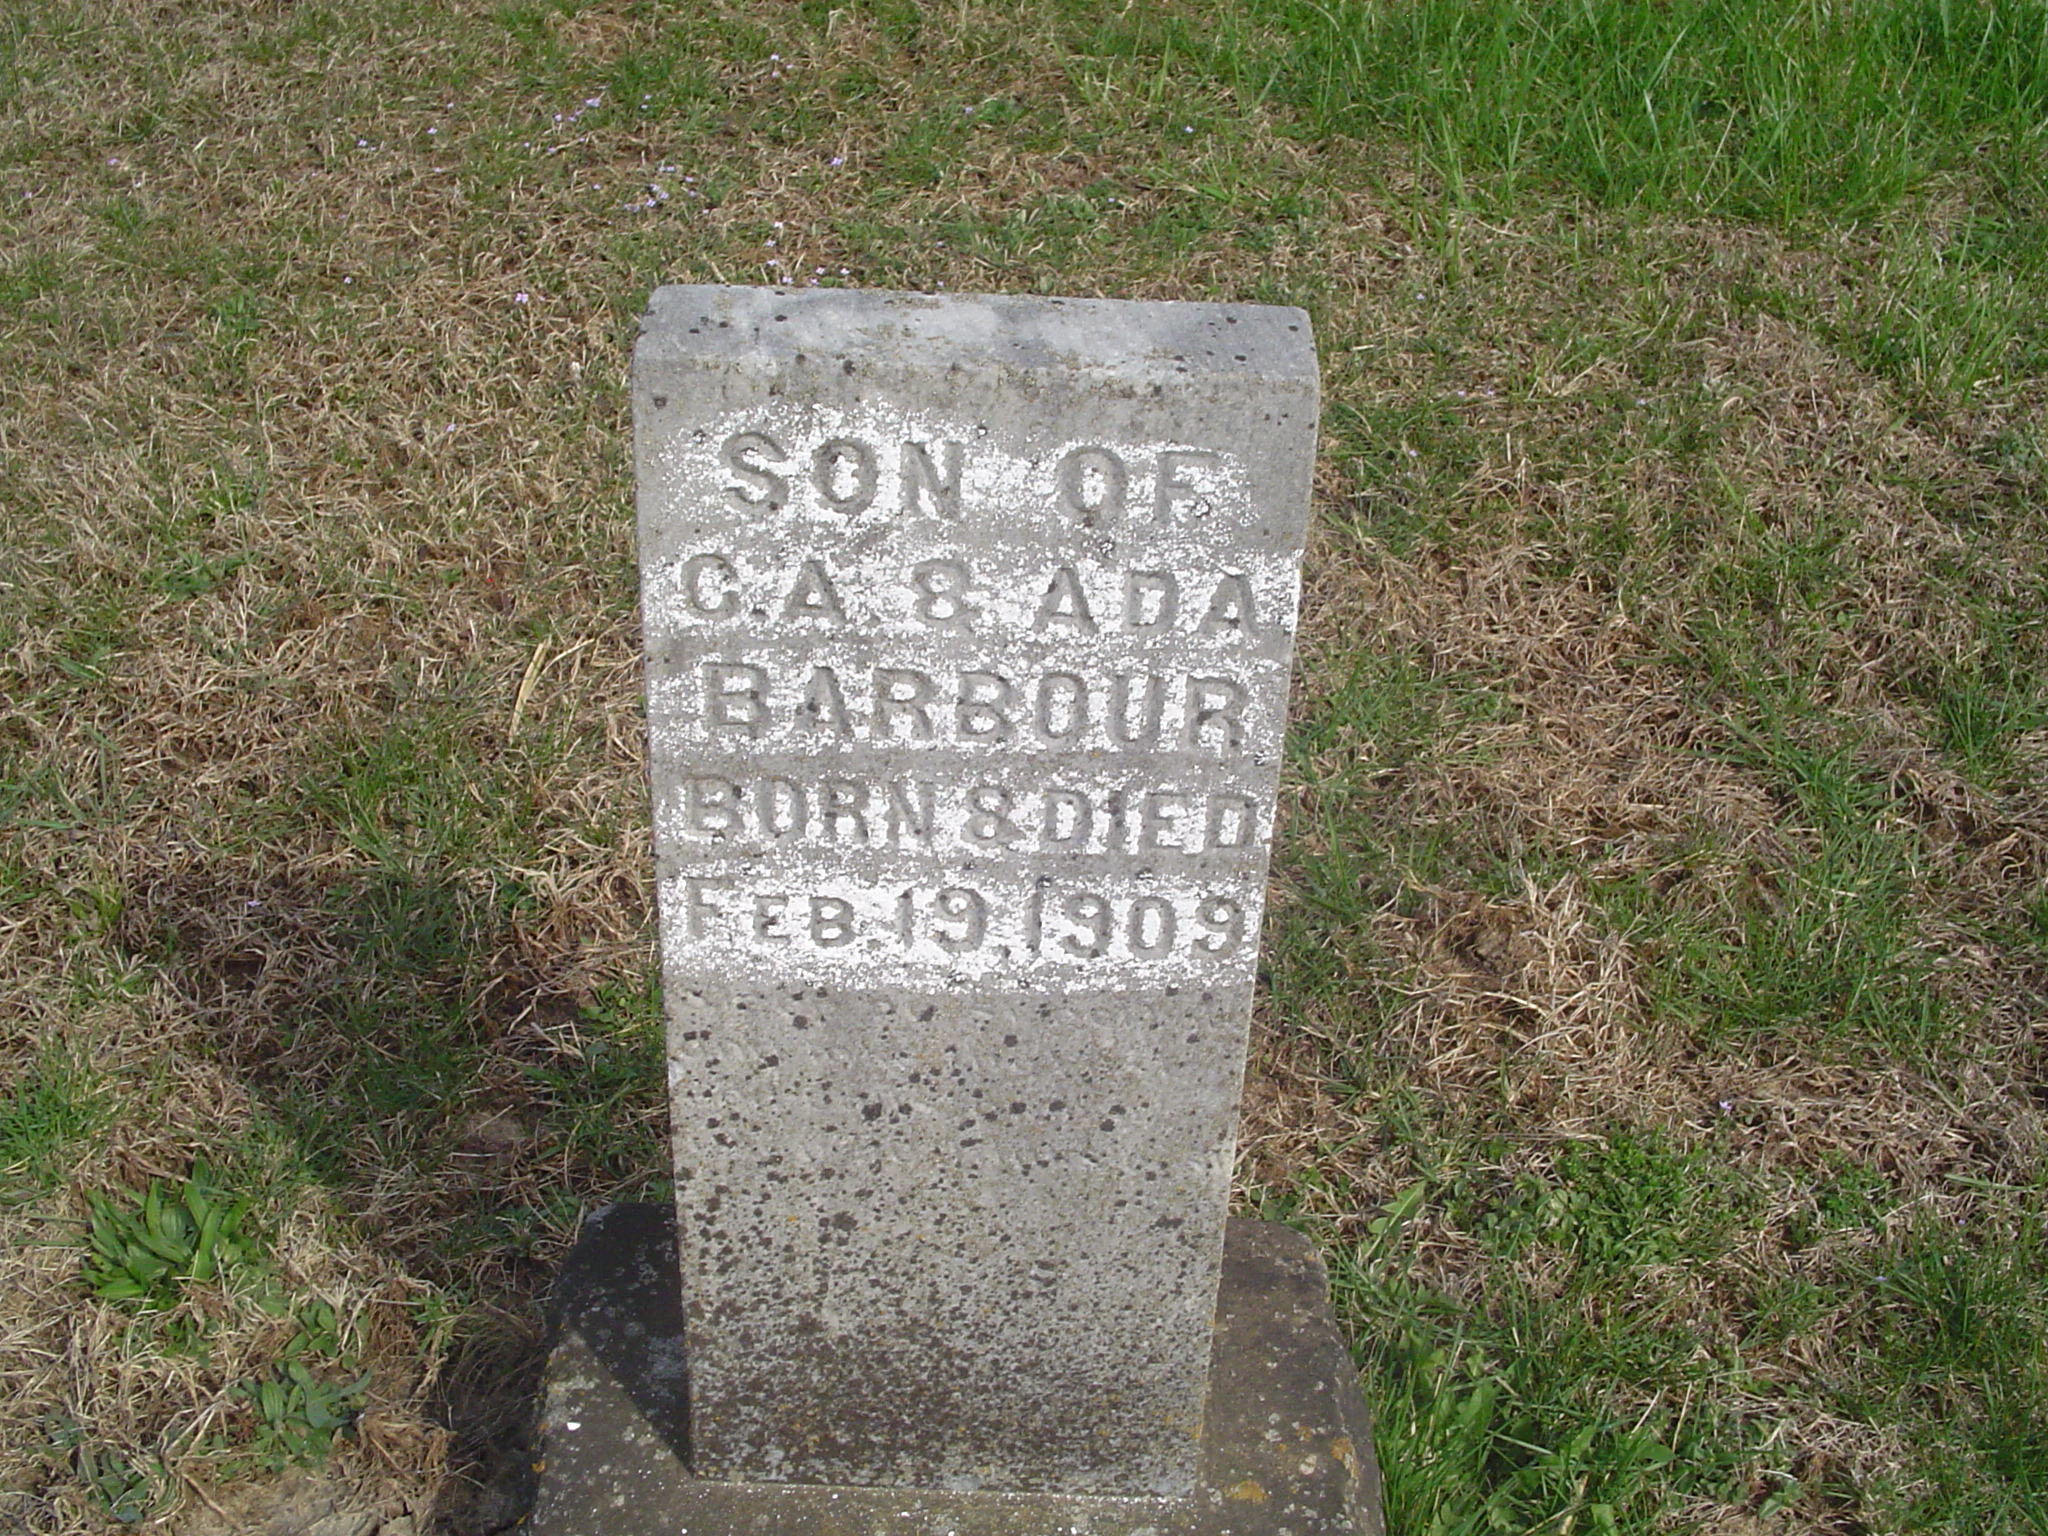 SON OF
C.A. & ADA
BARBOUR
BORN & DIED
FEB. 19, 1909